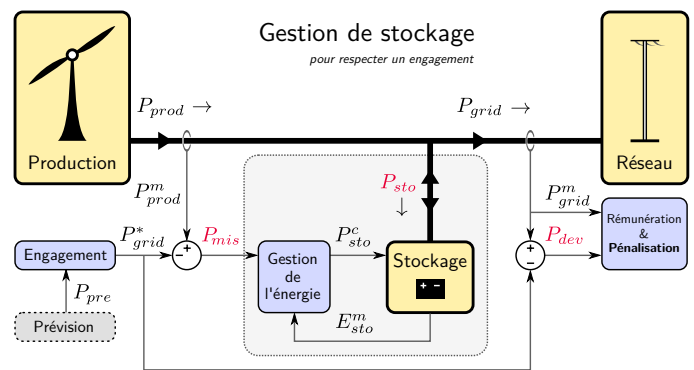 Gestion de stockage
pour respecter un engagement
P_prod →
P_grid →
Production
Réseau
P^m_prod
P_sto
↓
P^m_grid
P^*_grid
P_mis
P^c_sto
P_dev
Rémunération
&
Pénalisation
Engagement
+
−
Gestion
de
l'énergie
Stockage
+ −
+
−
P_pre
Prévision
E^m_sto